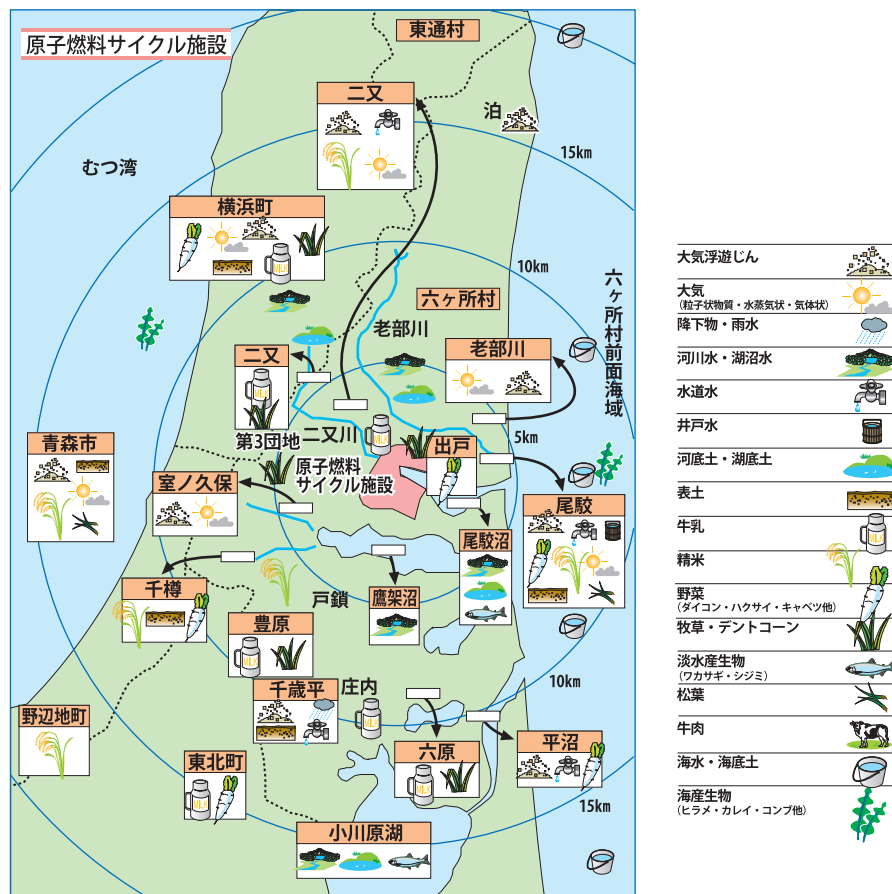 原子燃料サイクル施設
東通村
二又
泊
15km
むつ湾
横浜町
MILK
10km
六ヶ所村
六ヶ所村前面海域
老部川
二又
MILK
老部川
第3団地
二又川
MILK
5km
出戸
原子燃料
サイクル施設
青森市
室ノ久保
尾鮫
尾鮫沼
千樽
戸鎖
鷹架沼
豊原
MILK
千歳平
庄内
MILK
10km
野辺地町
東北町
MILK
六原
MILK
平沼
15km
小川原湖
大気浮遊じん
大気
(粒子状物質・水蒸気状・気体状)
降下物・雨水
河川水・湖沼水
水道水
井戸水
河底土・湖底土
表土
牛乳
MILK
精米
野菜
(ダイコン・ハクサイ・キャベツ他)
牧草・デントコーン
淡水産生物
(ワカサギ・シジミ)
松葉
牛肉
海水・海底土
海産生物
(ヒラメ・カレイ・コンブ他)